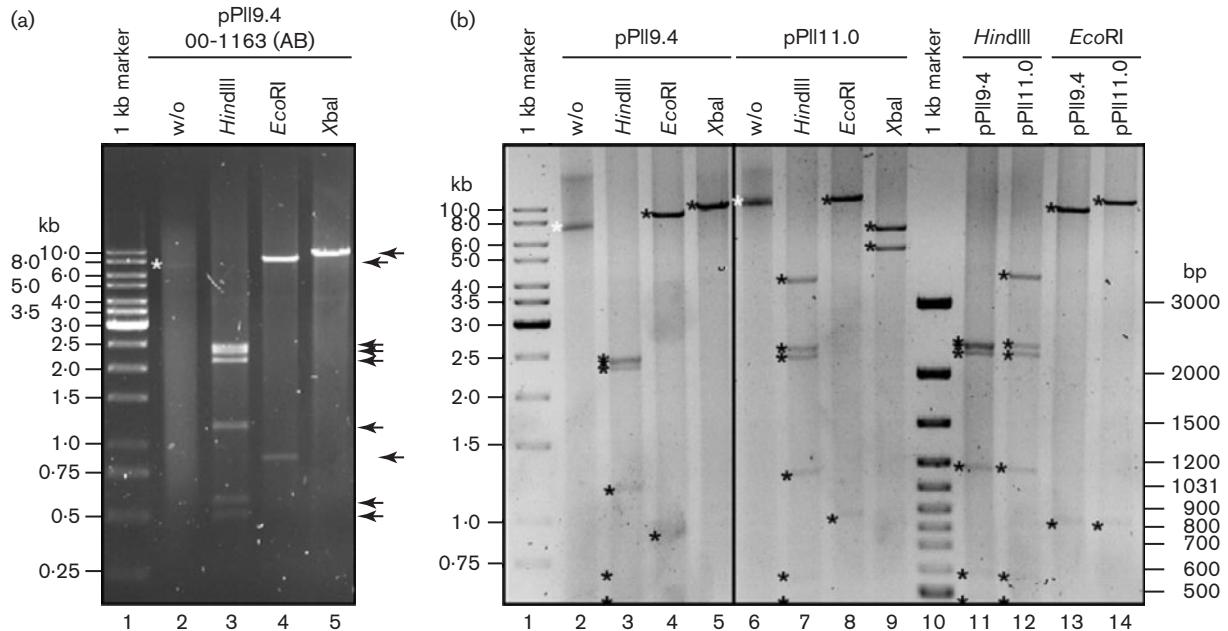 (a)
pPll9.4
00-1163 (AB)
1 kb marker
w/o
HindIII
EcoRI
XbaI
kb
10·0
8·0
6·0
5·0
4·0
3·5
3·0
2·5
2·0
1·5
1·0
0·75
0·5
0·25
*
1 2 3 4 5
(b)
pPll9.4 pPll11.0 HindIII EcoRI
1 kb marker
w/o
HindIII
EcoRI
XbaI
w/o
HindIII
EcoRI
XbaI
1 kb marker
pPll9·4
pPll11.0
pPll9.4
pPll11.0
kb
10·0
8·0
6·0
5·0
4·0
3·5
3·0
2·5
2·0
1·5
1·0
0·75
bp
3000
2000
1500
1200
1031
900
800
700
600
500
1 2 3 4 5 6 7 8 9 10 11 12 13 14